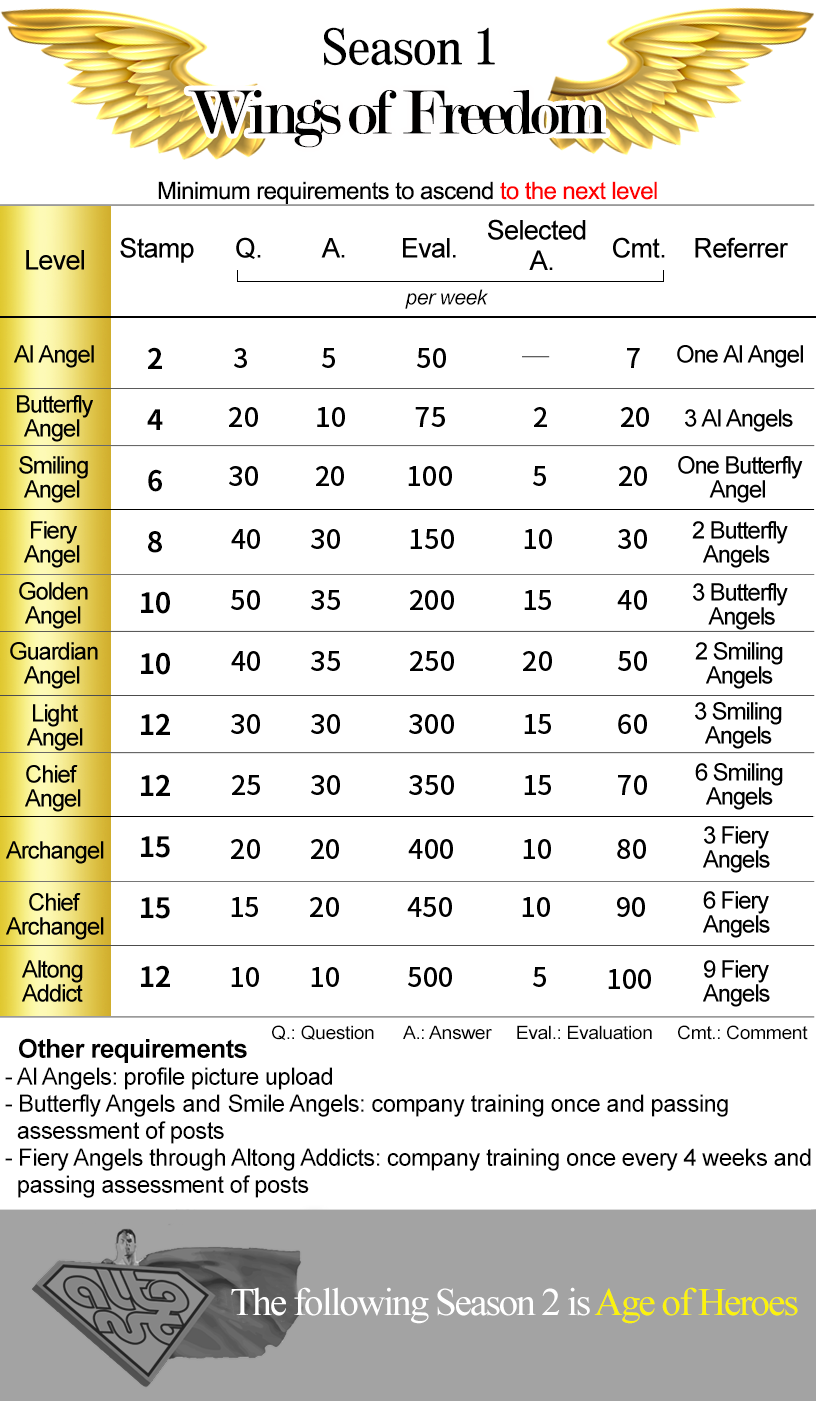 Season 1
Wings of Freedom
Minimum requirements to ascend to the next level
Level Stamp Q. A. Eval. Selected A. Cmt. Referrer
per week
Al Angel 2 3 5 50 — 7 One Al Angel
Butterfly Angel 4 20 10 75 2 20 3 Al Angels
Smiling Angel 6 30 20 100 5 20 One Butterfly Angel
Fiery Angel 8 40 30 150 10 30 2 Butterfly Angels
Golden Angel 10 50 35 200 15 40 3 Butterfly Angels
Guardian Angel 10 40 35 250 20 50 2 Smiling Angels
Light Angel 12 30 30 300 15 60 3 Smiling Angels
Chief Angel 12 25 30 350 15 70 6 Smiling Angels
Archangel 15 20 20 400 10 80 3 Fiery Angels
Chief Archangel 15 15 20 450 10 90 6 Fiery Angels
Altong Addict 12 10 10 500 5 100 9 Fiery Angels
Q.: Question A.: Answer Eval.: Evaluation Cmt.: Comment
Other requirements
- Al Angels: profile picture upload
- Butterfly Angels and Smile Angels: company training once and passing
assessment of posts
- Fiery Angels through Altong Addicts: company training once every 4 weeks and
passing assessment of posts
The following Season 2 is Age of Heroes